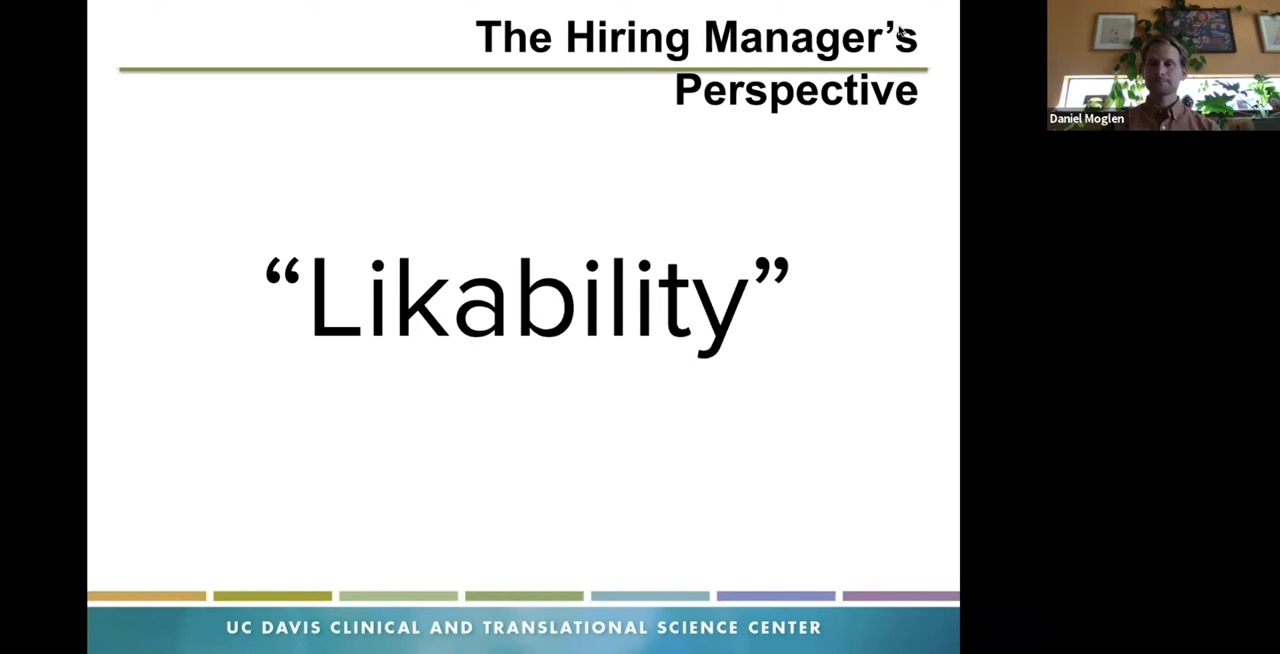 The Hiring Manager’s
Perspective
“Likability”
UC DAVIS CLINICAL AND TRANSLATIONAL SCIENCE CENTER
Daniel Moglen